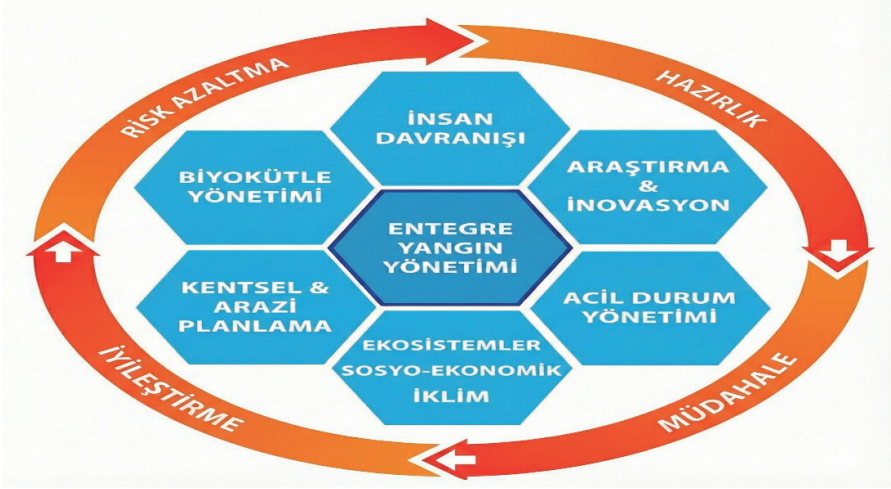 RİSK AZALTMA
HAZIRLIK
İNSAN
DAVRANIŞI
BİYOKÜTLE
YÖNETİMİ
ARAŞTIRMA
&
İNOVASYON
ENTEGRE
YANGIN
YÖNETİMİ
KENTSEL &
ARAZİ
PLANLAMA
ACİL DURUM
YÖNETİMİ
EKOSİSTEMLER
SOSYO-EKONOMİK
İKLİM
İYİLEŞTİRME
MÜDAHALE